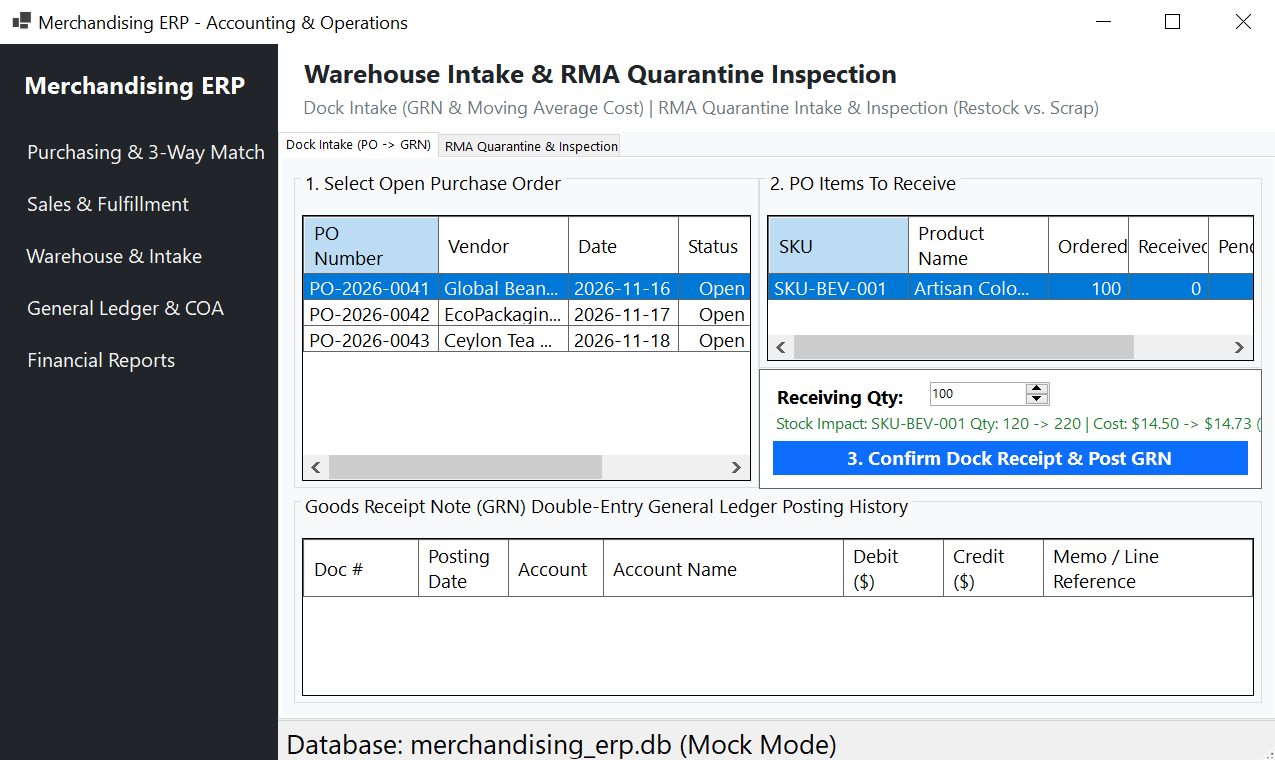 Merchandising ERP - Accounting & Operations
Merchandising ERP
Purchasing & 3-Way Match
Sales & Fulfillment
Warehouse & Intake
General Ledger & COA
Financial Reports
Warehouse Intake & RMA Quarantine Inspection
Dock Intake (GRN & Moving Average Cost) | RMA Quarantine Intake & Inspection (Restock vs. Scrap)
Dock Intake (PO -> GRN) RMA Quarantine & Inspection
1. Select Open Purchase Order
PO Number Vendor Date Status
PO-2026-0041 Global Bean... 2026-11-16 Open
PO-2026-0042 EcoPackagin... 2026-11-17 Open
PO-2026-0043 Ceylon Tea ... 2026-11-18 Open
2. PO Items To Receive
SKU Product Name Ordered Received Pend
SKU-BEV-001 Artisan Colo... 100 0
Receiving Qty: 100
Stock Impact: SKU-BEV-001 Qty: 120 -> 220 | Cost: $14.50 -> $14.73 (
3. Confirm Dock Receipt & Post GRN
Goods Receipt Note (GRN) Double-Entry General Ledger Posting History
Doc # Posting Date Account Account Name Debit ($) Credit ($) Memo / Line Reference
Database: merchandising_erp.db (Mock Mode)